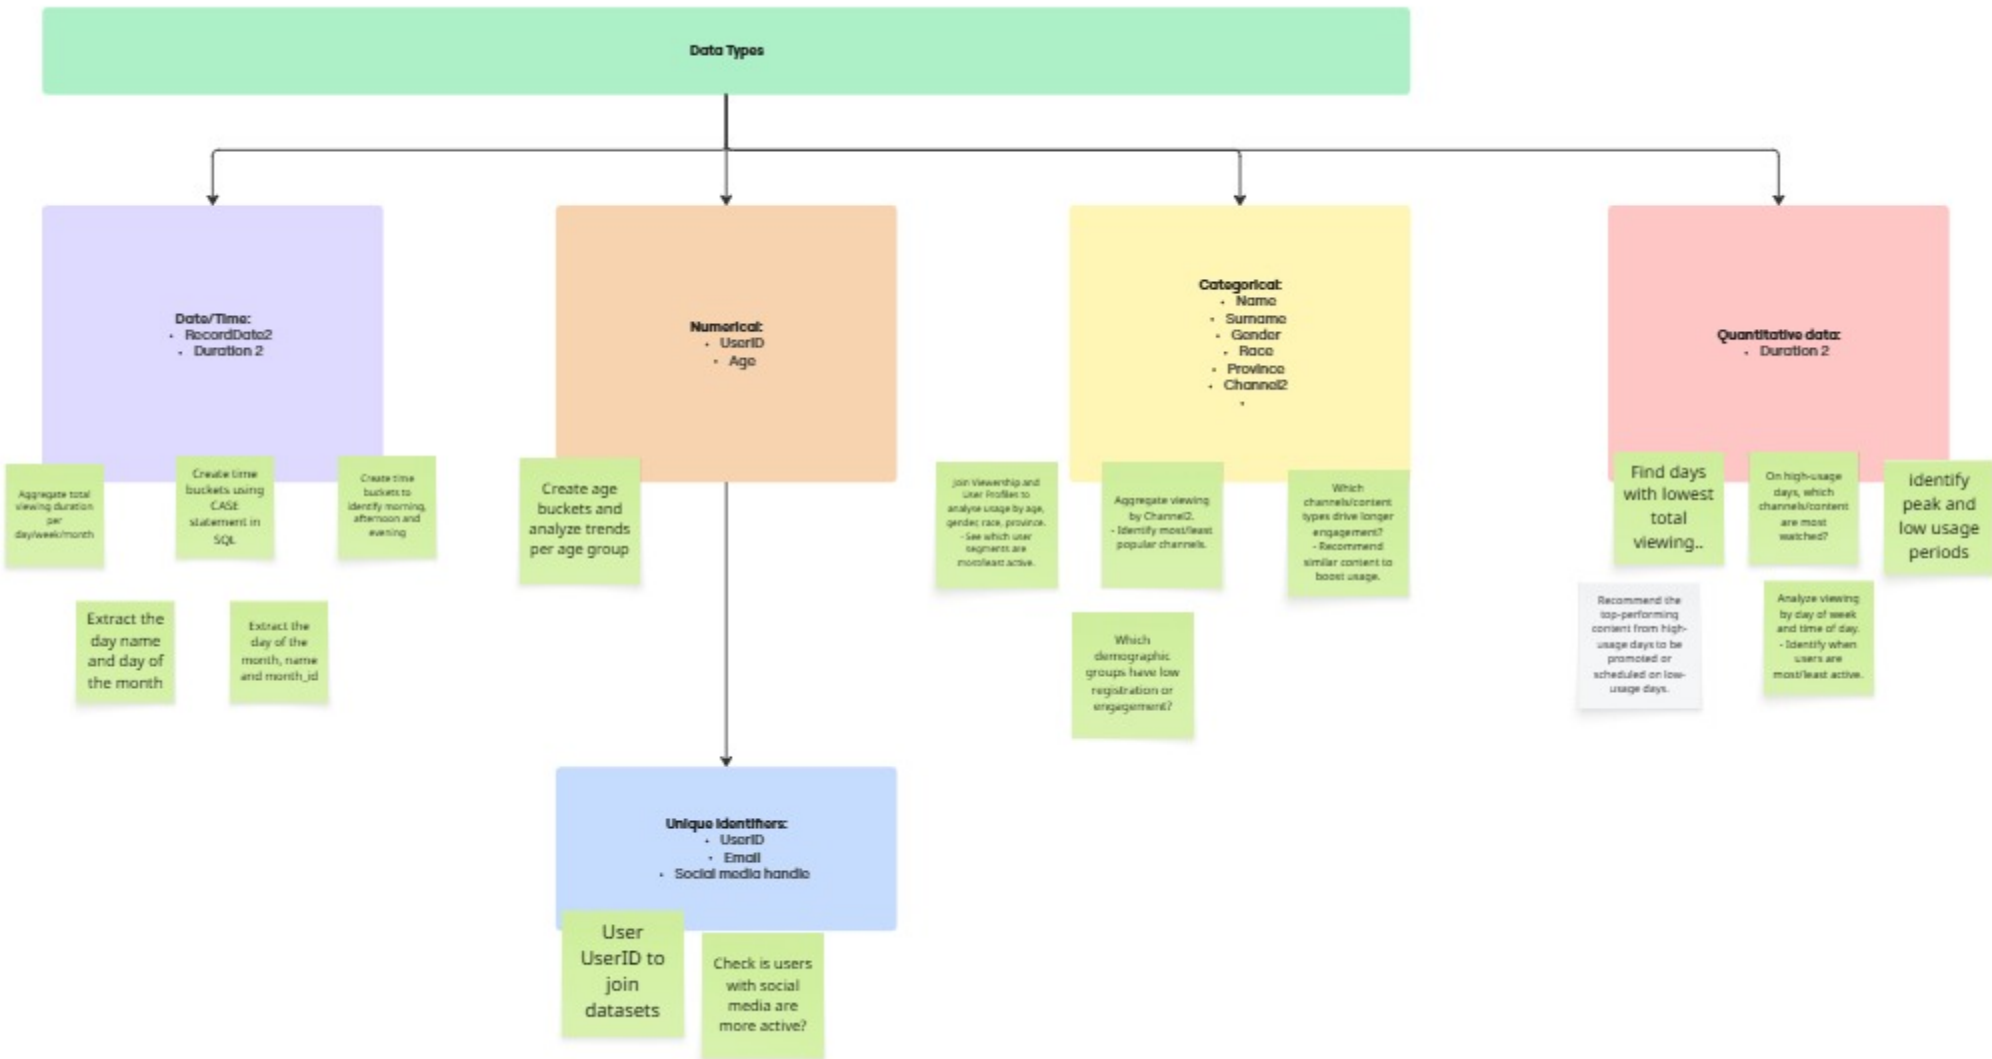 Data Types
Date/Time:
• RecordDate2
• Duration 2
Numerical:
• UserID
• Age
Categorical:
• Name
• Surname
• Gender
• Race
• Province
• Channel2
•
Quantitative data:
• Duration 2
Aggregate total
viewing duration
per
day/week/month
Create time
buckets using
CASE
statement in
SQL
Create time
buckets to
identify morning,
afternoon and
evening
Extract the
day name
and day of
the month
Extract the
day of the
month, name
and month_id
Create age
buckets and
analyze trends
per age group
Join Viewership and
User Profiles to
analyse usage by age,
gender, race, province.
- See which user
segments are
most/least active.
Aggregate viewing
by Channel2.
- Identify most/least
popular channels.
Which
channels/content
types drive longer
engagement?
- Recommend
similar content to
boost usage.
Which
demographic
groups have low
registration or
engagement?
Find days
with lowest
total
viewing..
On high-usage
days, which
channels/content
are most
watched?
identify
peak and
low usage
periods
Recommend the
top-performing
content from high-
usage days to be
promoted or
scheduled on low-
usage days.
Analyze viewing
by day of week
and time of day.
- Identify when
users are
most/least active.
Unique Identifiers:
• UserID
• Email
• Social media handle
User
UserID to
join
datasets
Check is users
with social
media are
more active?